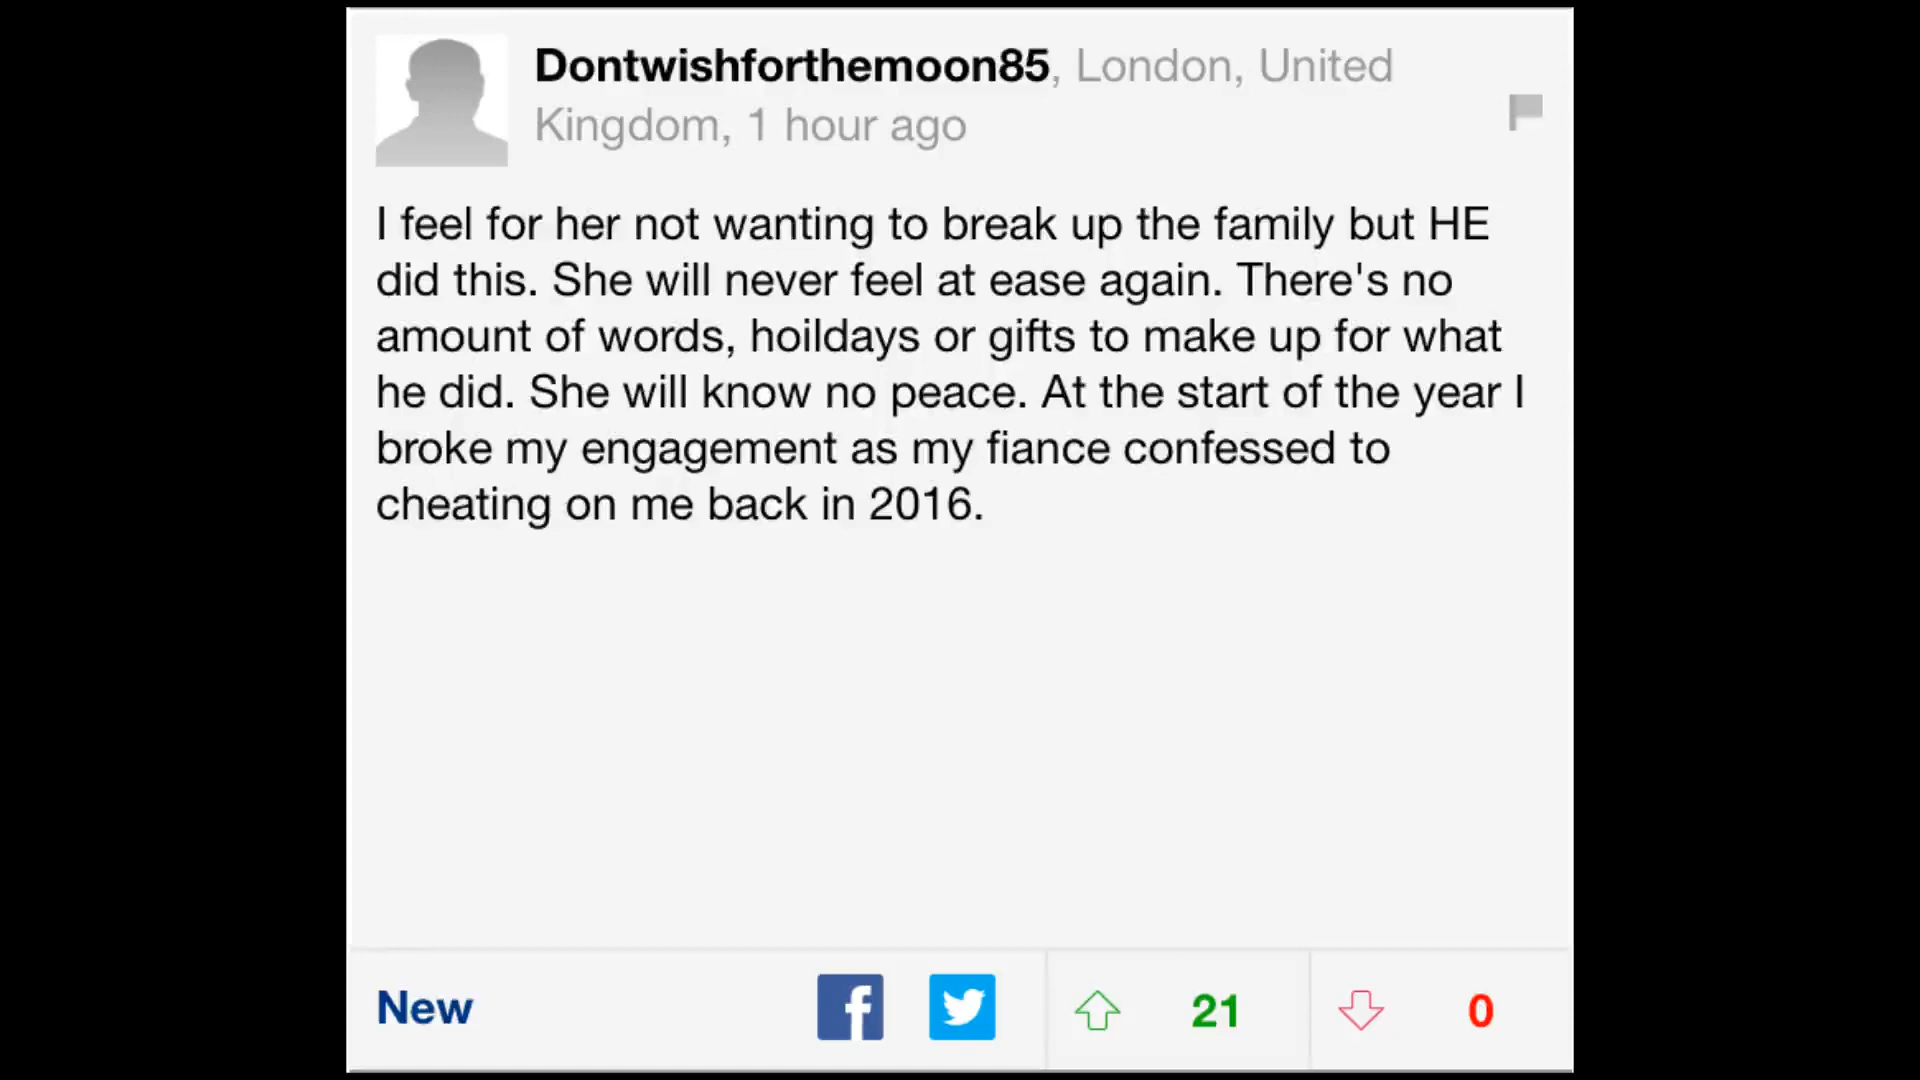 Dontwishforthemoon85, London, United
Kingdom, 1 hour ago
I feel for her not wanting to break up the family but HE
did this. She will never feel at ease again. There's no
amount of words, hoildays or gifts to make up for what
he did. She will know no peace. At the start of the year I
broke my engagement as my fiance confessed to
cheating on me back in 2016.
New 21 0